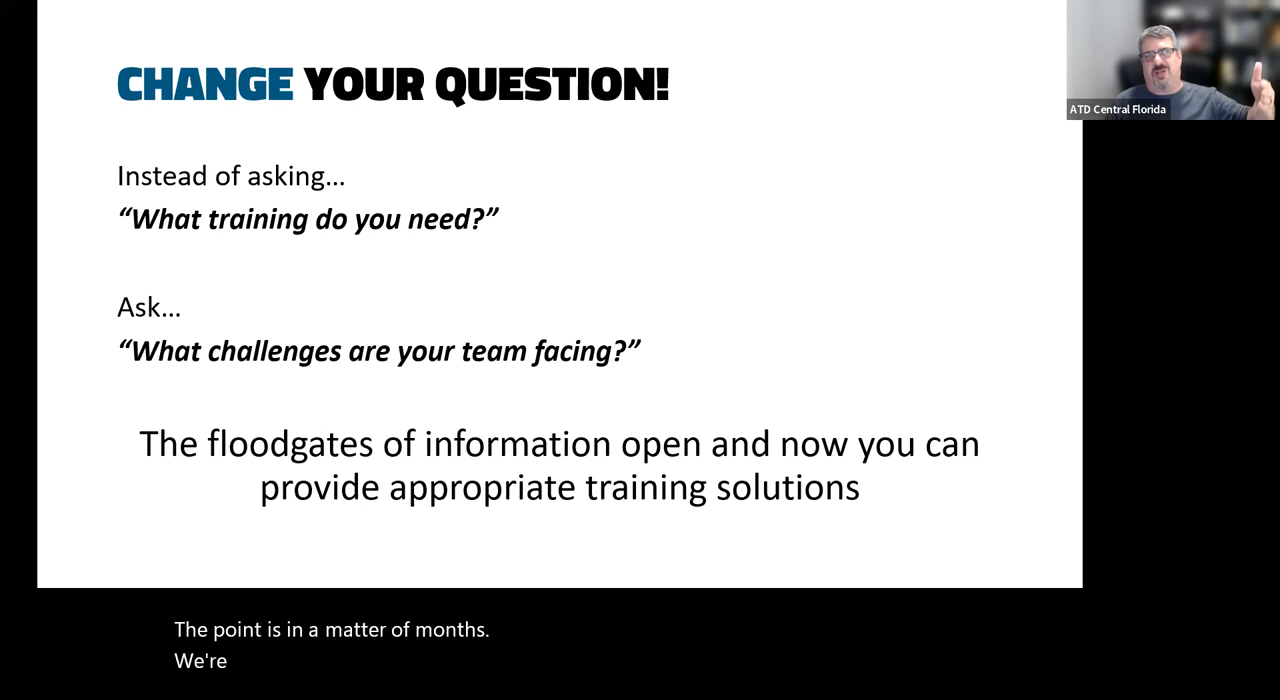 CHANGE YOUR QUESTION!
ATD Central Florida
Instead of asking…
“What training do you need?”
Ask…
“What challenges are your team facing?”
The floodgates of information open and now you can
provide appropriate training solutions
The point is in a matter of months.
We're